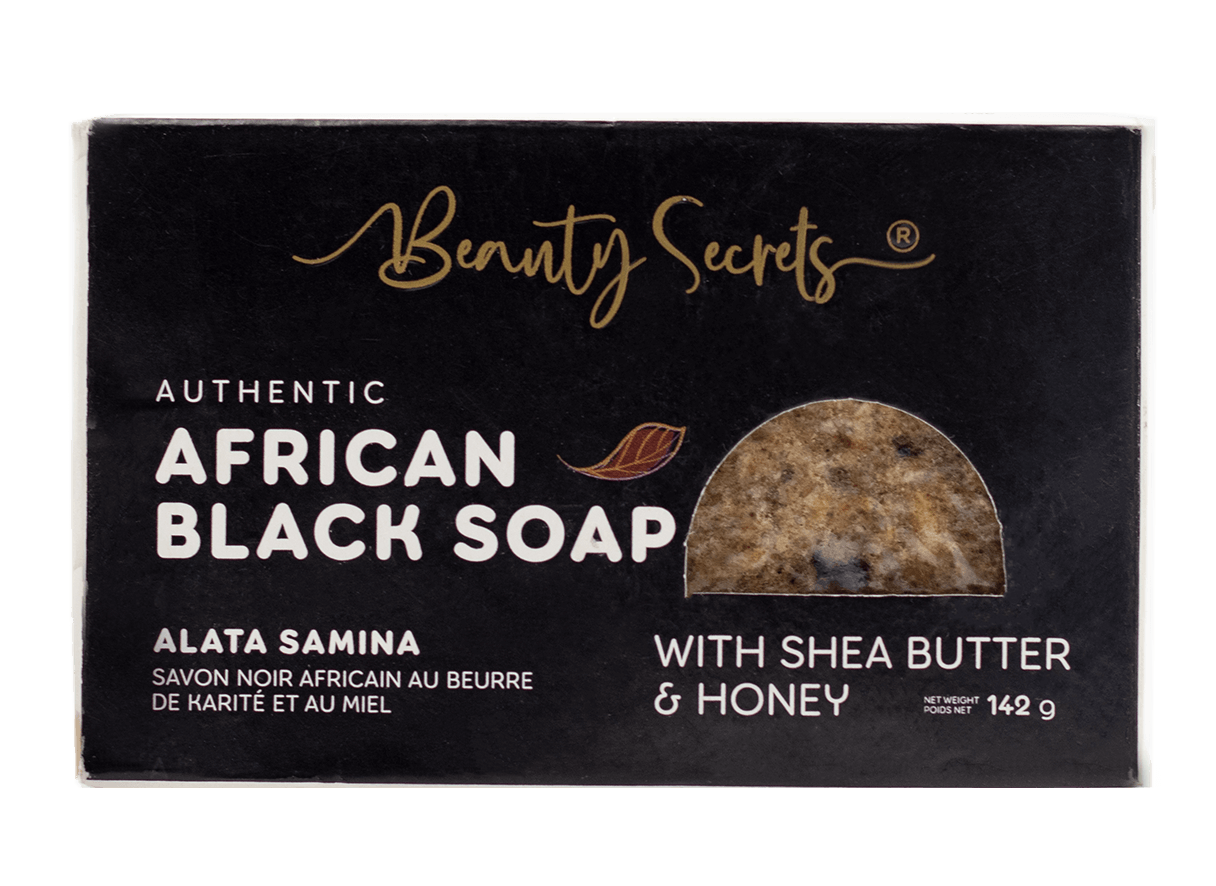 Beauty Secrets ®
AUTHENTIC
AFRICAN
BLACK SOAP
ALATA SAMINA
SAVON NOIR AFRICAIN AU BEURRE
DE KARITÉ ET AU MIEL
WITH SHEA BUTTER
& HONEY
NET WEIGHT
POIDS NET
142 g